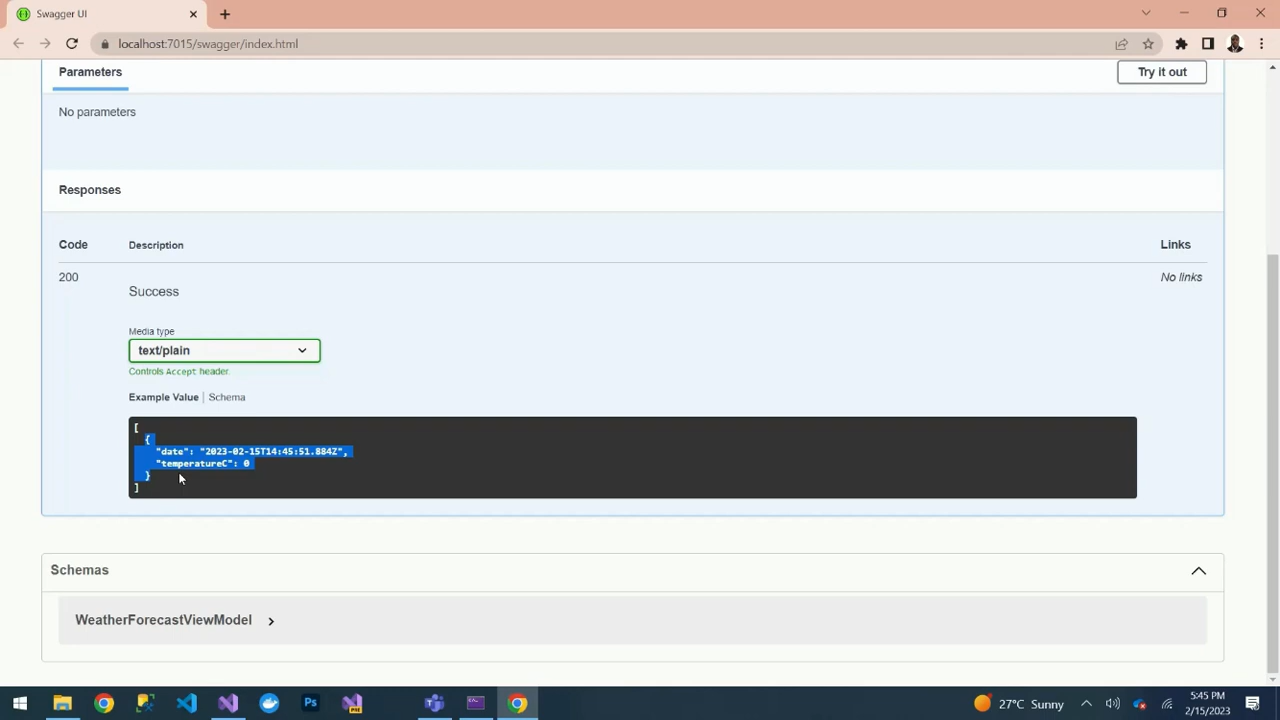 Swagger UI
localhost:7015/swagger/index.html
Parameters
Try it out
No parameters
Responses
Code
Description
Links
200
Success
No links
Media type
text/plain
Controls Accept header.
Example Value | Schema
[
{
"date": "2023-02-15T14:45:51.884Z",
"temperatureC": 0
}
]
Schemas
WeatherForecastViewModel
27°C Sunny
5:45 PM
2/15/2023